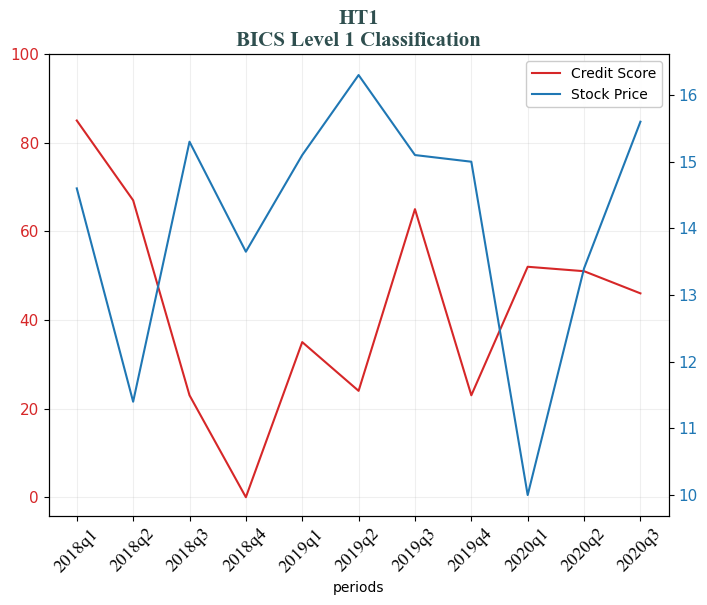 HT1
BICS Level 1 Classification
Credit Score
Stock Price
100
80
60
40
20
0
16
15
14
13
12
11
10
2018q1
2018q2
2018q3
2018q4
2019q1
2019q2
2019q3
2019q4
2020q1
2020q2
2020q3
periods